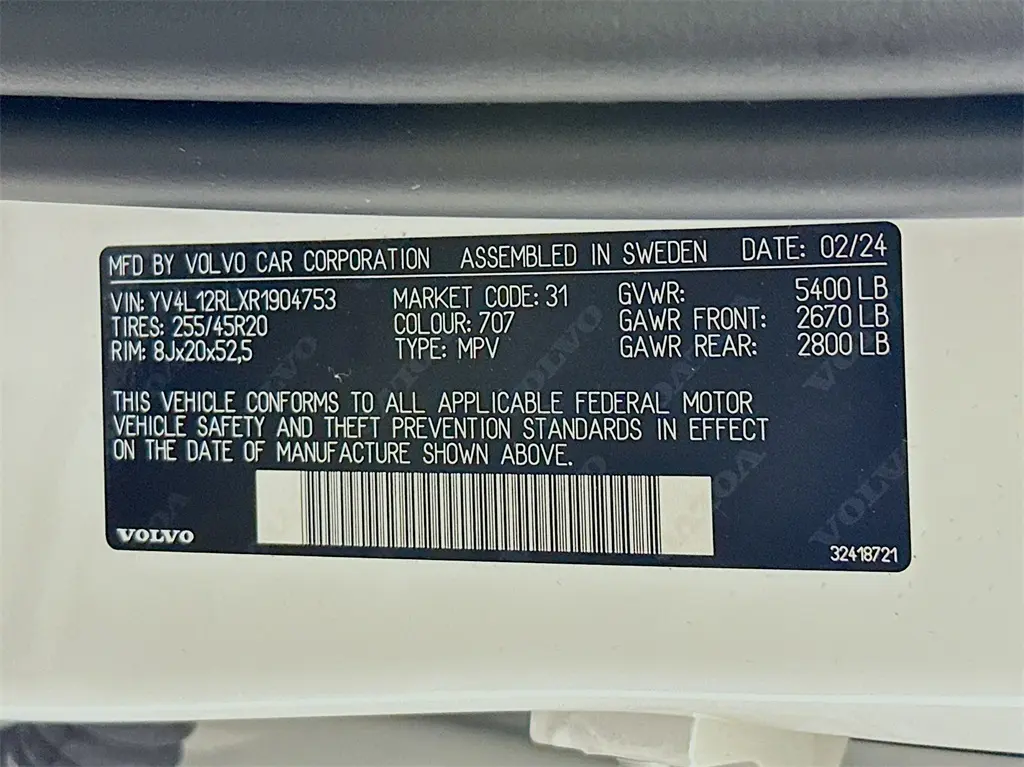 MFD BY VOLVO CAR CORPORATION ASSEMBLED IN SWEDEN DATE: 02/24
VIN: YV4L12RLXR1904753 MARKET CODE: 31 GVWR: 5400 LB
TIRES: 255/45R20 COLOUR: 707 GAWR FRONT: 2670 LB
RIM: 8Jx20x52,5 TYPE: MPV GAWR REAR: 2800 LB
THIS VEHICLE CONFORMS TO ALL APPLICABLE FEDERAL MOTOR
VEHICLE SAFETY AND THEFT PREVENTION STANDARDS IN EFFECT
ON THE DATE OF MANUFACTURE SHOWN ABOVE.
VOLVO
32418721